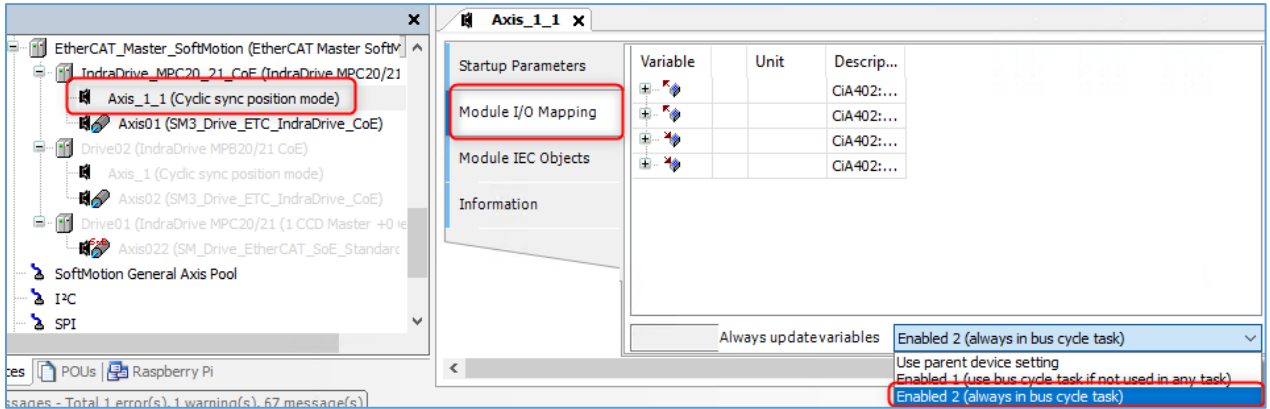 EtherCAT_Master_SoftMotion (EtherCAT Master SoftM
IndraDrive_MPC20_21_CoE (IndraDrive MPC20/21
Axis_1_1 (Cyclic sync position mode)
Axis01 (SM3_Drive_ETC_IndraDrive_CoE)
Drive02 (IndraDrive MPB20/21 CoE)
Axis_1 (Cyclic sync position mode)
Axis02 (SM3_Drive_ETC_IndraDrive_CoE)
Drive01 (IndraDrive MPC20/21 (1 CCD Master +0
Axis022 (SM_Drive_EtherCAT_SoE_Standard
SoftMotion General Axis Pool
I²C
SPI
POUs
Raspberry Pi
Total 1 error(s), 1 warning(s), 67 message(s)
Axis_1_1
Startup Parameters
Module I/O Mapping
Module IEC Objects
Information
Variable Unit Descrip...
CiA402:...
CiA402:...
CiA402:...
CiA402:...
Always update variables
Enabled 2 (always in bus cycle task)
Use parent device setting
Enabled 1 (use bus cycle task if not used in any task)
Enabled 2 (always in bus cycle task)